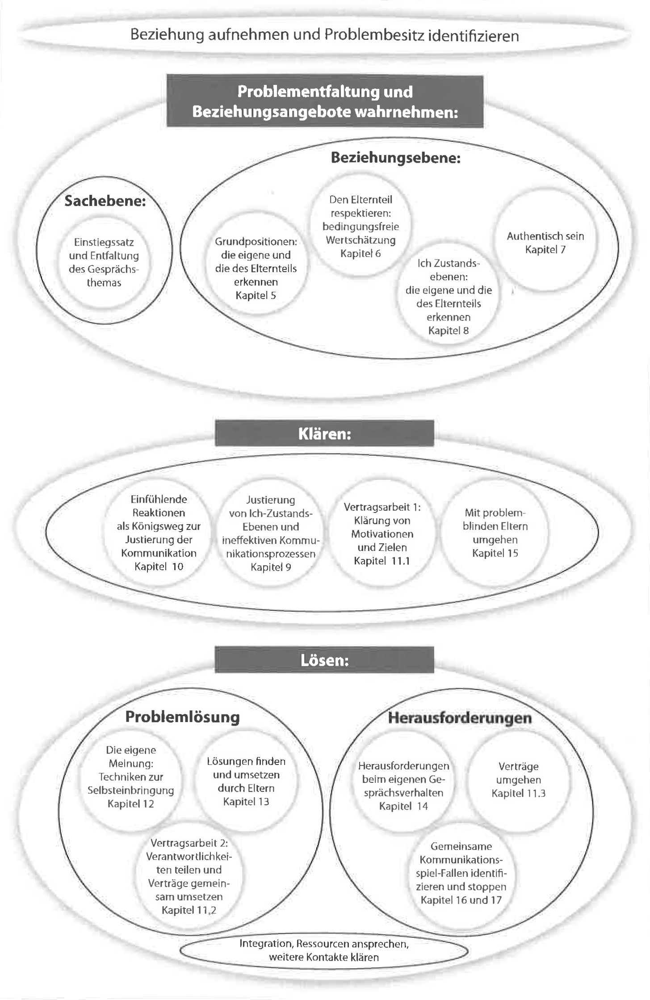 Beziehung aufnehmen und Problembesitz identifizieren
Problementfaltung und
Beziehungsangebote wahrnehmen:
Sachebene:
Einstiegssatz
und Entfaltung
des Gesprächs-
themas
Beziehungsebene:
Grundpositionen:
die eigene und
die des Elternteils
erkennen
Kapitel 5
Den Elternteil
respektieren:
bedingungsfreie
Wertschätzung
Kapitel 6
Ich Zustands-
ebenen:
die eigene und die
des Elternteils
erkennen
Kapitel 8
Authentisch sein
Kapitel 7
Klären:
Einfühlende
Reaktionen
als Königsweg zur
Justierung der
Kommunikation
Kapitel 10
Justierung
von Ich-Zustands-
Ebenen und
ineffektiven Kommu-
nikationsprozessen
Kapitel 9
Vertragsarbeit 1:
Klärung von
Motivationen
und Zielen
Kapitel 11.1
Mit problem-
blinden Eltern
umgehen
Kapitel 15
Lösen:
Problemlösung
Die eigene
Meinung:
Techniken zur
Selbsteinbringung
Kapitel 12
Lösungen finden
und umsetzen
durch Eltern
Kapitel 13
Vertragsarbeit 2:
Verantwortlichkei-
ten teilen und
Verträge gemein-
sam umsetzen
Kapitel 11.2
Herausforderungen
Herausforderungen
beim eigenen Ge-
sprächsverhalten
Kapitel 14
Verträge
umgehen
Kapitel 11.3
Gemeinsame
Kommunikations-
spiel-Fallen identifi-
zieren und stoppen
Kapitel 16 und 17
Integration, Ressourcen ansprechen,
weitere Kontakte klären